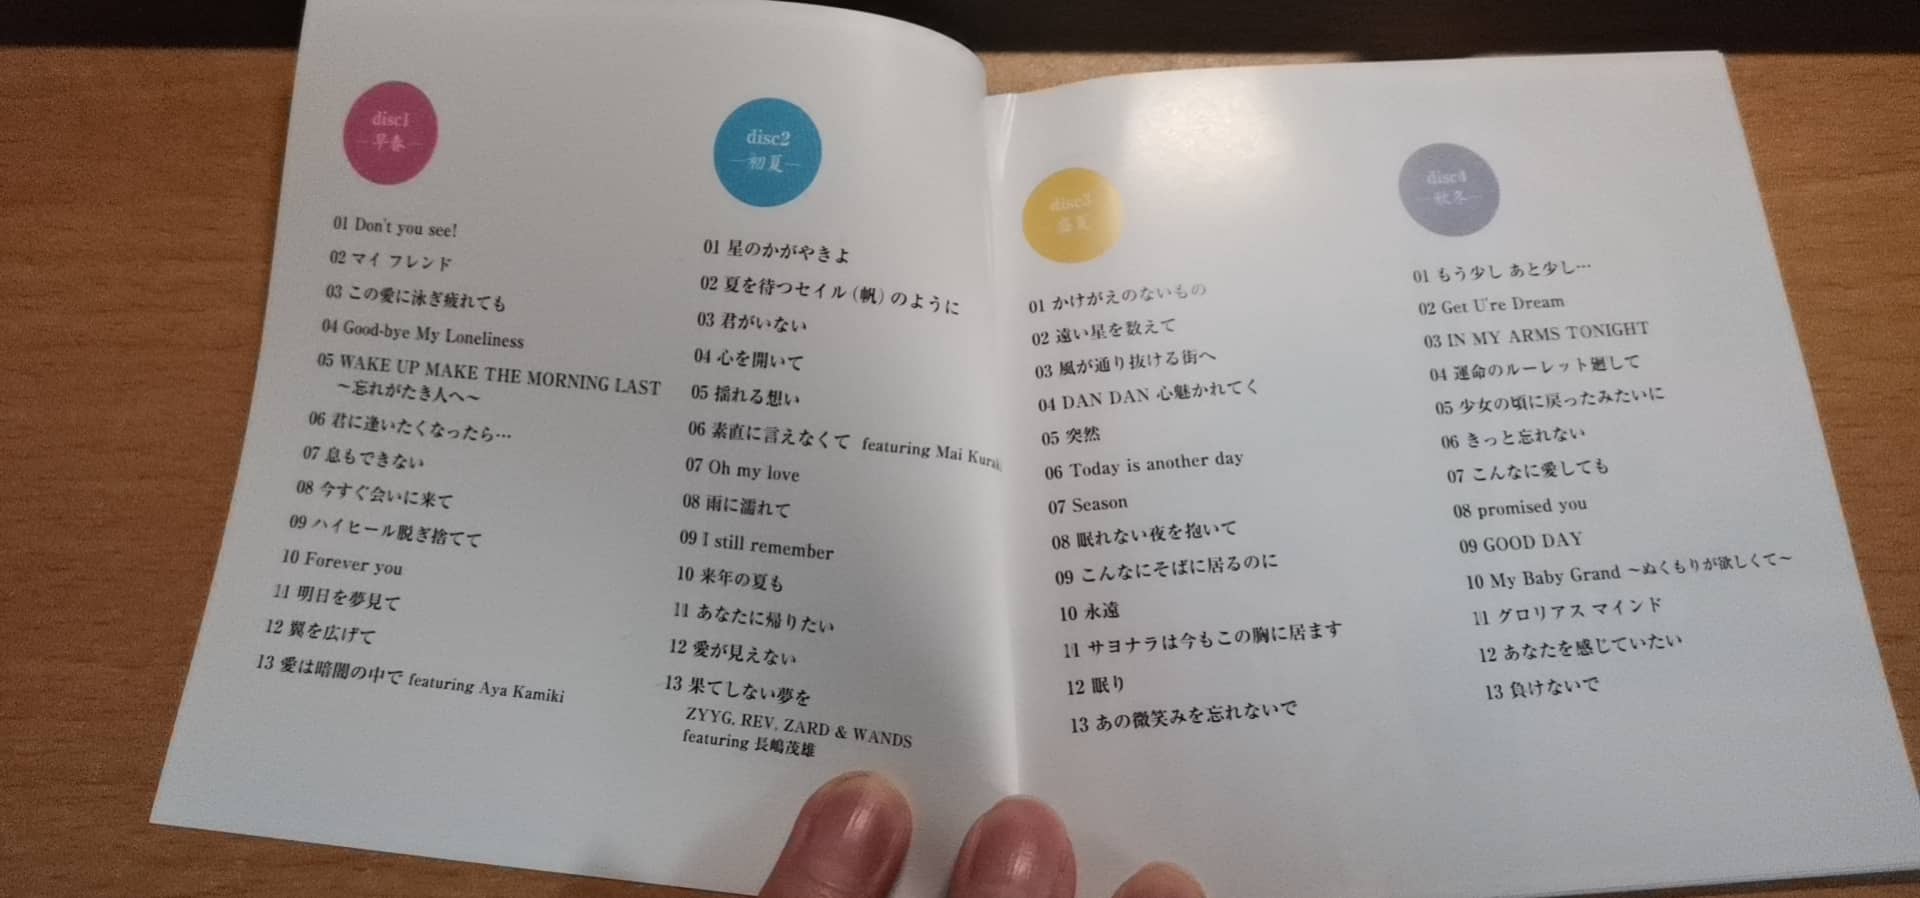 disc1
―早春―
01 Don't you see!
02 マイ フレンド
03 この愛に泳ぎ疲れても
04 Good-bye My Loneliness
05 WAKE UP MAKE THE MORNING LAST
～忘れがたき人へ～
06 君に逢いたくなったら…
07 息もできない
08 今すぐ会いに来て
09 ハイヒール脱ぎ捨てて
10 Forever you
11 明日を夢見て
12 翼を広げて
13 愛は暗闇の中で featuring Aya Kamiki
disc2
―初夏―
01 星のかがやきよ
02 夏を待つセイル(帆)のように
03 君がいない
04 心を開いて
05 揺れる想い
06 素直に言えなくて featuring Mai Kuraki
07 Oh my love
08 雨に濡れて
09 I still remember
10 来年の夏も
11 あなたに帰りたい
12 愛が見えない
13 果てしない夢を
ZYYG, REV, ZARD & WANDS
featuring 長嶋茂雄
disc3
盛夏
01 かけがえのないもの
02 遠い星を数えて
03 風が通り抜ける街へ
04 DAN DAN 心魅かれてく
05 突然
06 Today is another day
07 Season
08 眠れない夜を抱いて
09 こんなにそばに居るのに
10 永遠
11 サヨナラは今もこの胸に居ます
12 眠り
13 あの微笑みを忘れないで
disc4
―秋冬―
01 もう少し あと少し…
02 Get U're Dream
03 IN MY ARMS TONIGHT
04 運命のルーレット廻して
05 少女の頃に戻ったみたいに
06 きっと忘れない
07 こんなに愛しても
08 promised you
09 GOOD DAY
10 My Baby Grand ～ぬくもりが欲しくて～
11 グロリアス マインド
12 あなたを感じていたい
13 負けないで